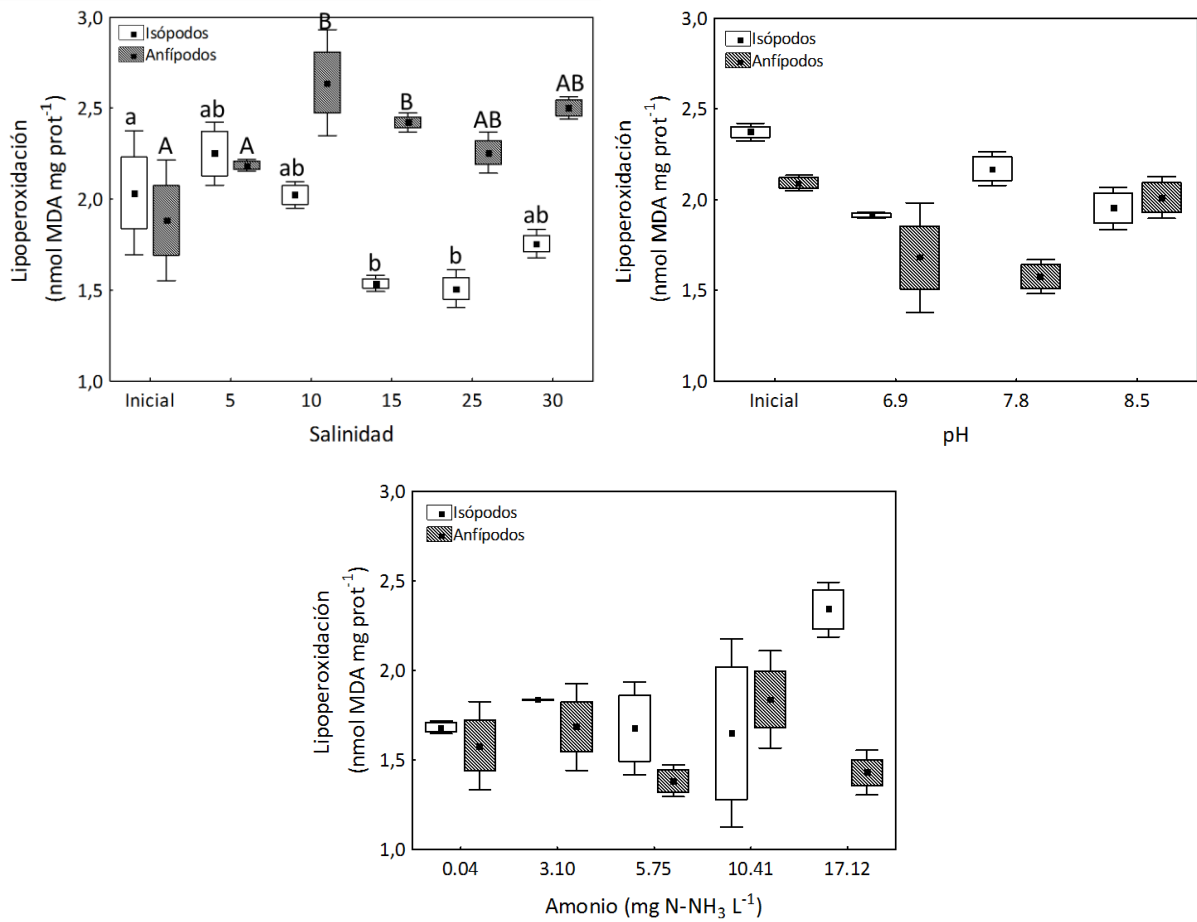 Lipoperoxidación
(nmol MDA mg prot⁻¹)
3,0
2,5
2,0
1,5
1,0
Isópodos
Anfípodos
a
A
ab
A
ab
B
b
B
b
AB
ab
AB
Inicial 5 10 15 25 30
Salinidad
Lipoperoxidación
(nmol MDA mg prot⁻¹)
3,0
2,5
2,0
1,5
1,0
Isópodos
Anfípodos
Inicial 6.9 7.8 8.5
pH
Lipoperoxidación
(nmol MDA mg prot⁻¹)
3,0
2,5
2,0
1,5
1,0
Isópodos
Anfípodos
0.04 3.10 5.75 10.41 17.12
Amonio (mg N-NH₃ L⁻¹)